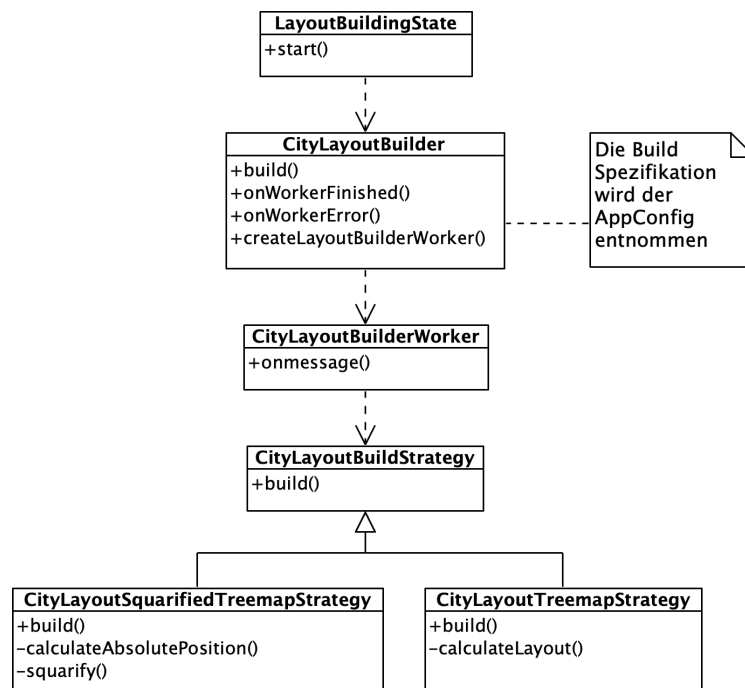 LayoutBuildingState
+start()
CityLayoutBuilder
+build()
+onWorkerFinished()
+onWorkerError()
+createLayoutBuilderWorker()
Die Build
Spezifikation
wird der
AppConfig
entnommen
CityLayoutBuilderWorker
+onmessage()
CityLayoutBuildStrategy
+build()
CityLayoutSquarifiedTreemapStrategy
+build()
-calculateAbsolutePosition()
-squarify()
CityLayoutTreemapStrategy
+build()
-calculateLayout()